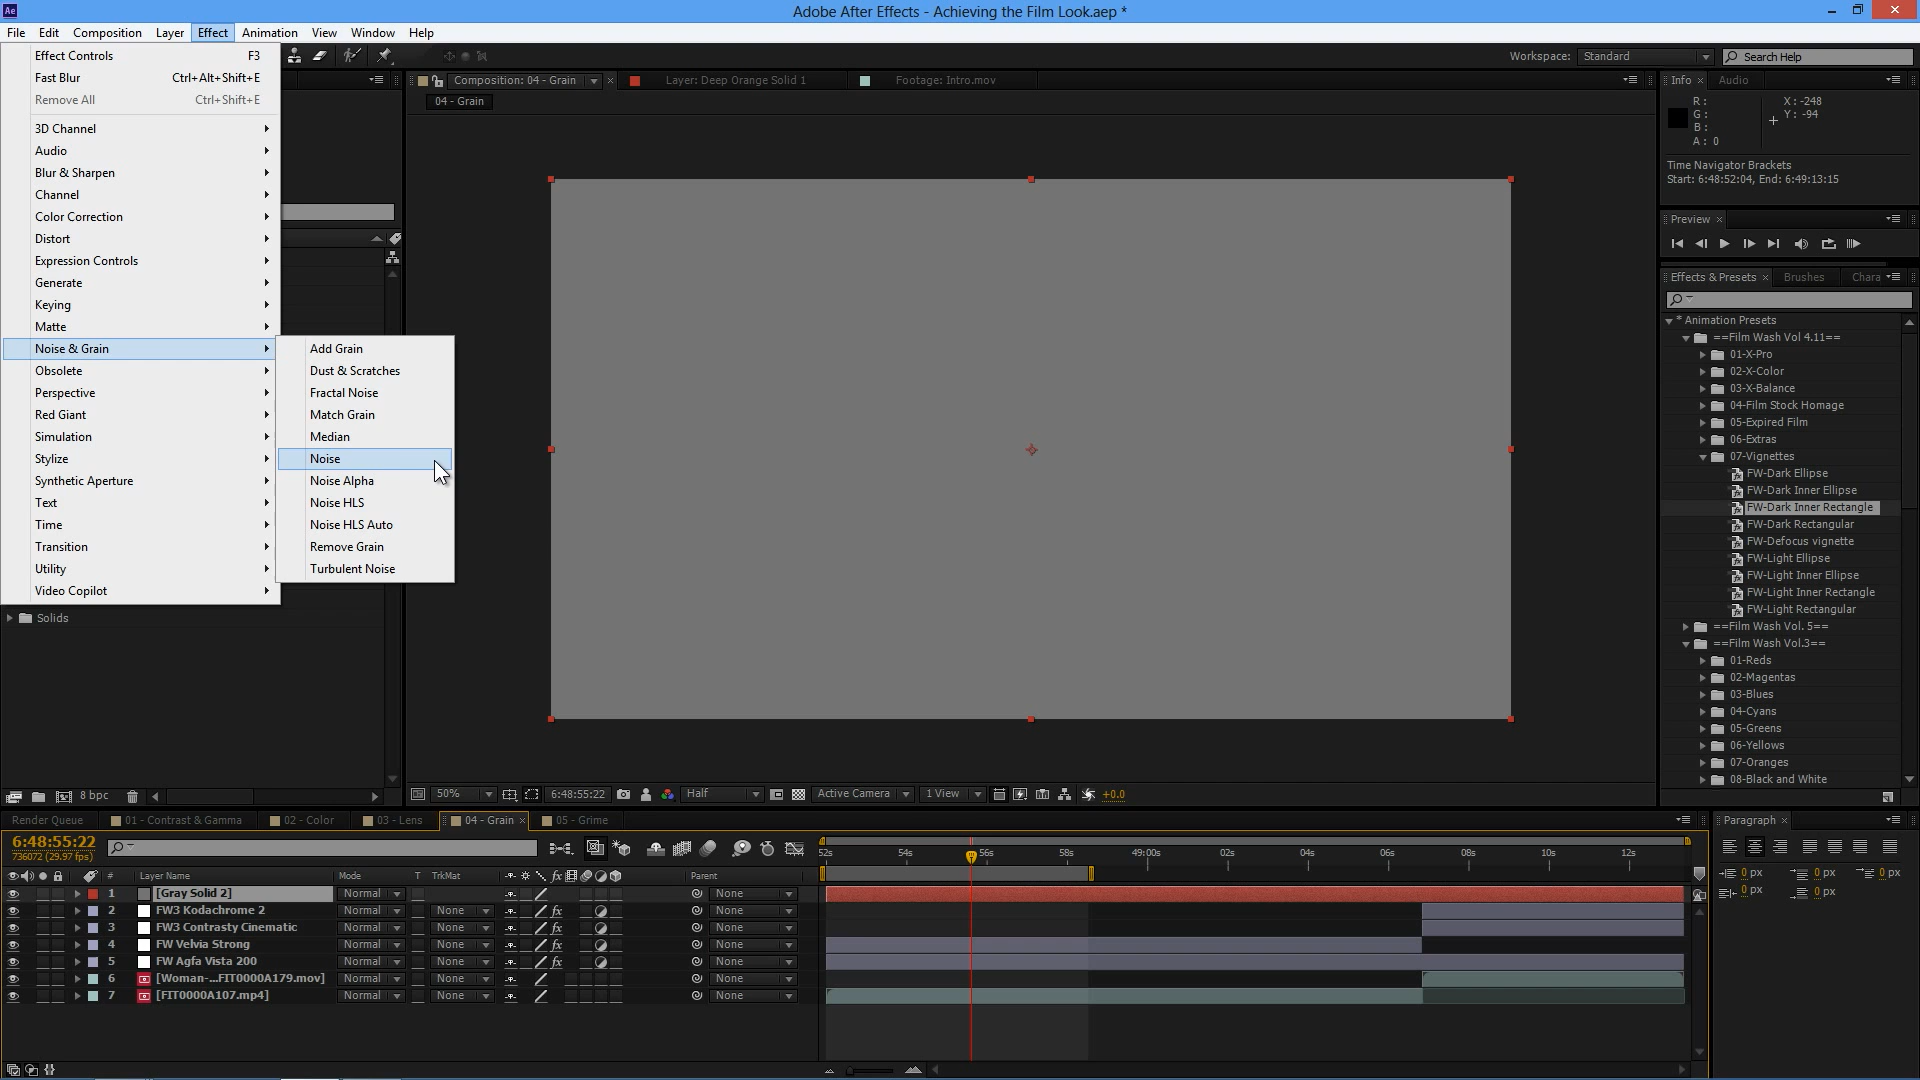 Ae
Adobe After Effects - Achieving the Film Look.aep *
File Edit Composition Layer Effect Animation View Window Help
Effect Controls F3
Fast Blur Ctrl+Alt+Shift+E
Remove All Ctrl+Shift+E
3D Channel
Audio
Blur & Sharpen
Channel
Color Correction
Distort
Expression Controls
Generate
Keying
Matte
Noise & Grain
Obsolete
Perspective
Red Giant
Simulation
Stylize
Synthetic Aperture
Text
Time
Transition
Utility
Video Copilot
Add Grain
Dust & Scratches
Fractal Noise
Match Grain
Median
Noise
Noise Alpha
Noise HLS
Noise HLS Auto
Remove Grain
Turbulent Noise
Solids
8 bpc
Workspace: Standard Search Help
Composition: 04 - Grain Layer: Deep Orange Solid 1 Footage: Intro.mov
04 - Grain
50% 6:48:55:22 Half Active Camera 1 View +0.0
Info Audio
R: X: -248
G: Y: -94
B:
A: 0
Time Navigator Brackets
Start: 6:48:52:04, End: 6:49:13:15
Preview
Effects & Presets Brushes Chara
* Animation Presets
==Film Wash Vol 4.11==
01-X-Pro
02-X-Color
03-X-Balance
04-Film Stock Homage
05-Expired Film
06-Extras
07-Vignettes
FW-Dark Ellipse
FW-Dark Inner Ellipse
FW-Dark Inner Rectangle
FW-Dark Rectangular
FW-Defocus vignette
FW-Light Ellipse
FW-Light Inner Ellipse
FW-Light Inner Rectangle
FW-Light Rectangular
==Film Wash Vol. 5==
==Film Wash Vol.3==
01-Reds
02-Magentas
03-Blues
04-Cyans
05-Greens
06-Yellows
07-Oranges
08-Black and White
Render Queue 01 - Contrast & Gamma 02 - Color 03 - Lens 04 - Grain 05 - Grime
6:48:55:22
736072 (29.97 fps)
52s 54s 56s 58s 49:00s 02s 04s 06s 08s 10s 12s
# Layer Name Mode T TrkMat fx Parent
1 [Gray Solid 2] Normal None
2 FW3 Kodachrome 2 Normal None fx None
3 FW3 Contrasty Cinematic Normal None fx None
4 FW Velvia Strong Normal None fx None
5 FW Agfa Vista 200 Normal None fx None
6 [Woman-...FIT0000A179.mov] Normal None None
7 [FIT0000A107.mp4] Normal None None
Paragraph
0 px 0 px 0 px
0 px 0 px